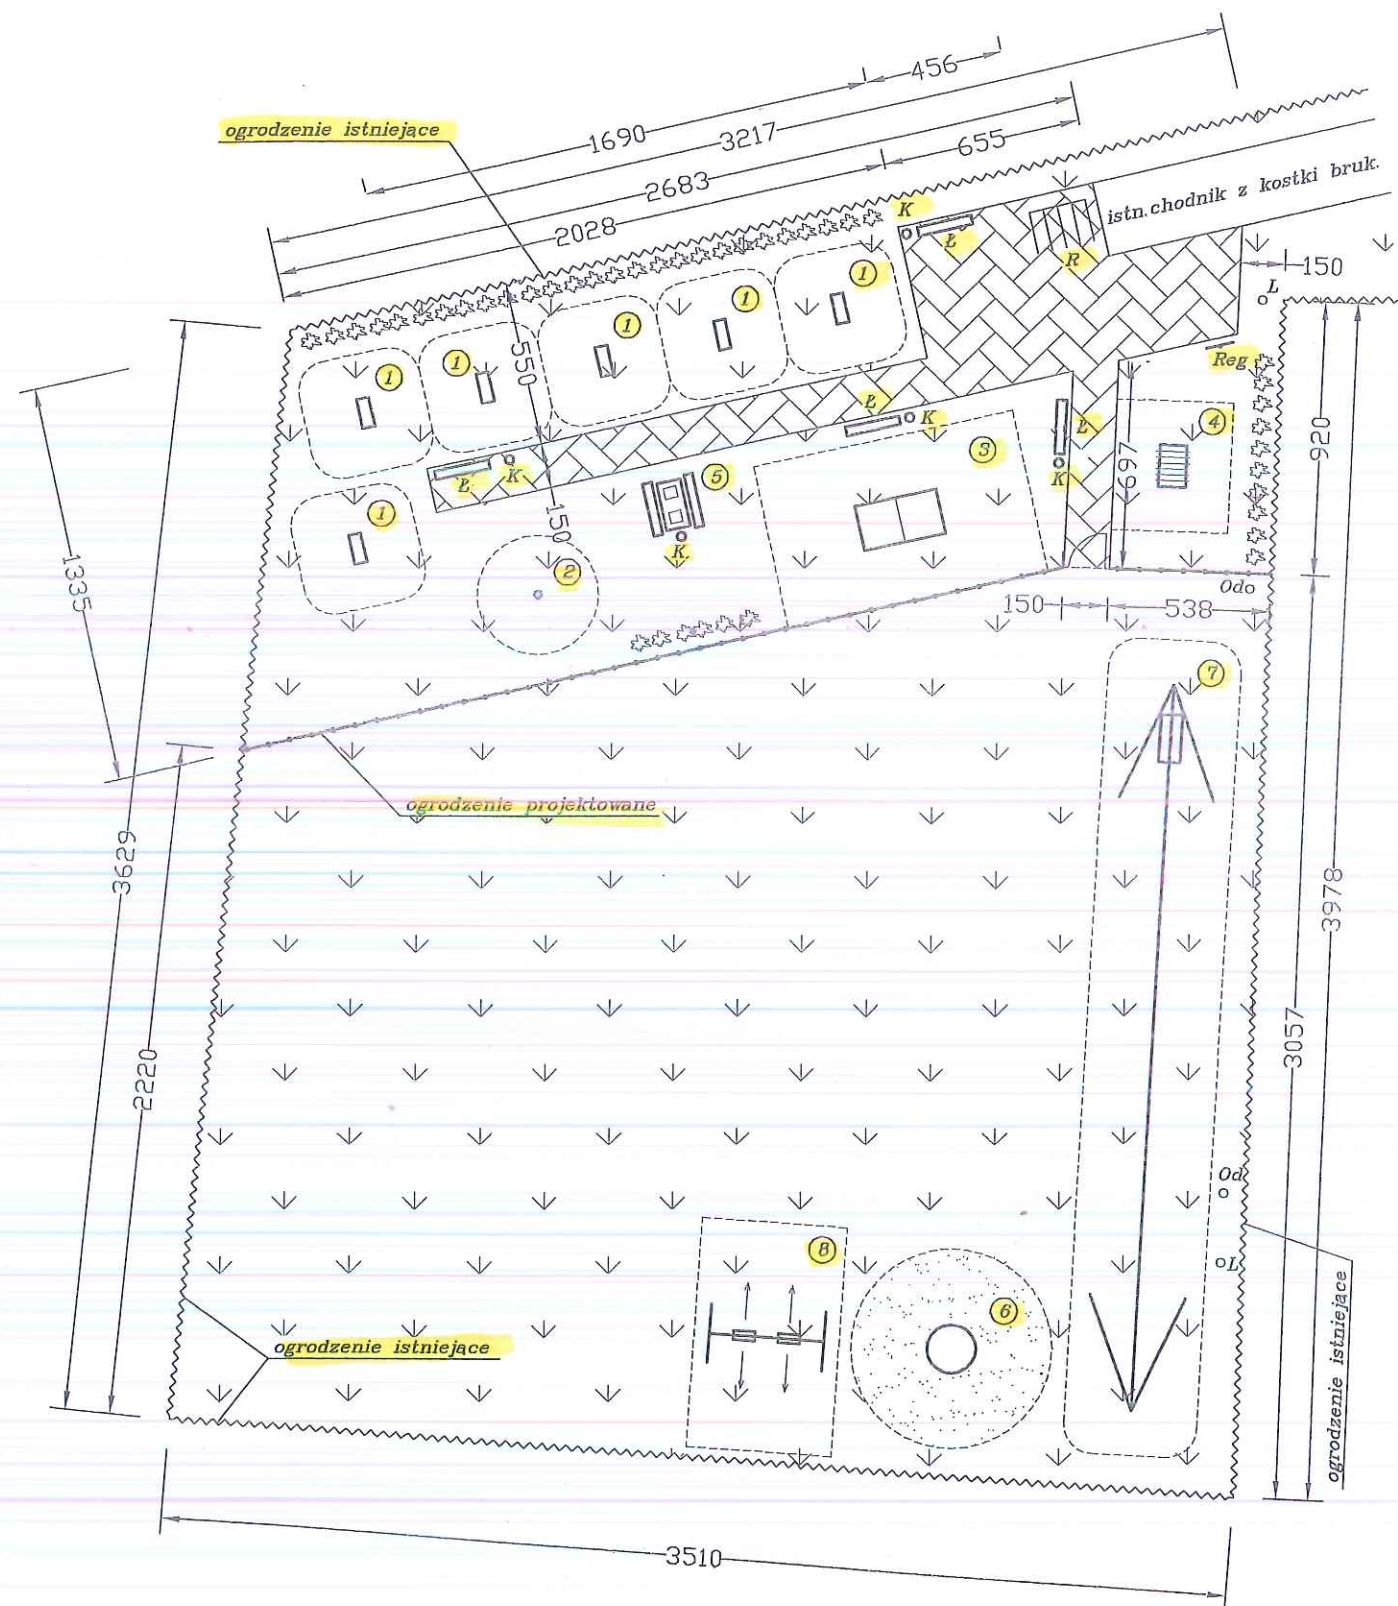 456
1690
3217
655
ogrodzenie istniejące
2683
2028
istn.chodnik z kostki bruk.
K
Ł
R
150
L
1
1
1
1
1
550
Reg
Ł
K
Ł
4
920
3
697
K
Ł
K
5
1
150
K
2
1335
Odo
150
538
7
ogrodzenie projektowane
3629
3978
2220
3057
Od
L
8
6
ogrodzenie istniejące
ogrodzenie istniejące
3510